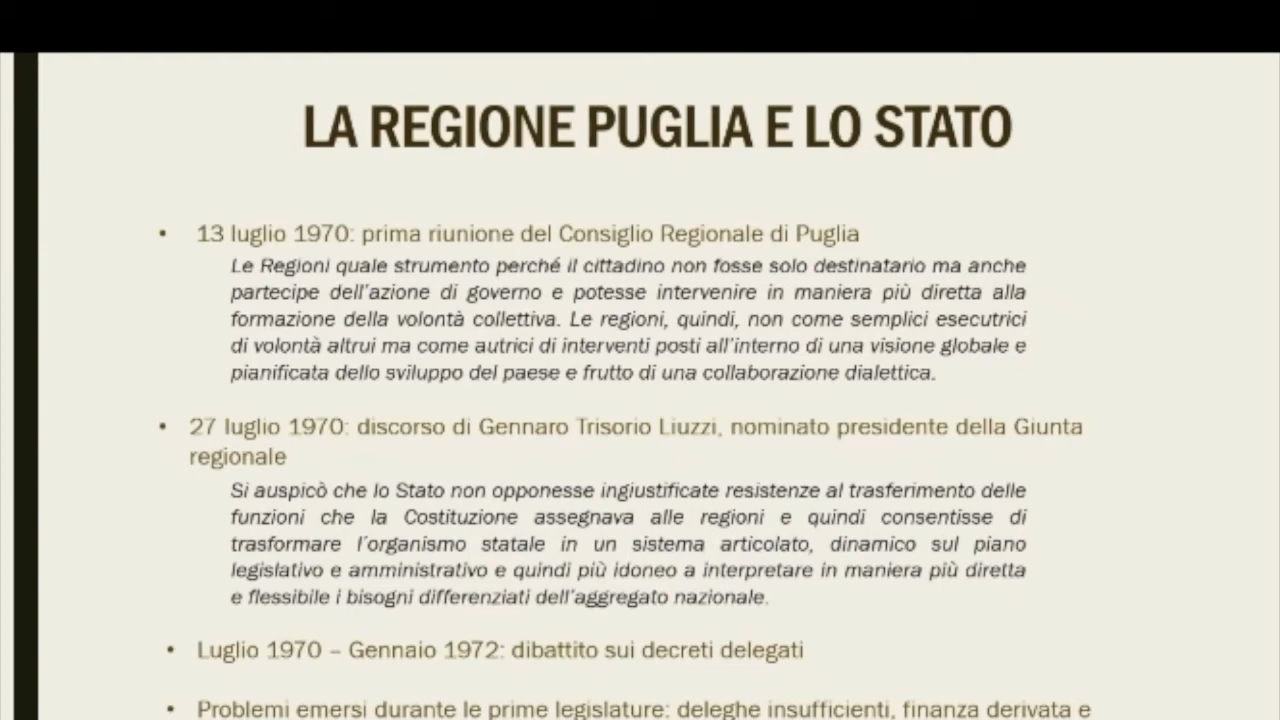 LA REGIONE PUGLIA E LO STATO
• 13 luglio 1970: prima riunione del Consiglio Regionale di Puglia
Le Regioni quale strumento perché il cittadino non fosse solo destinatario ma anche
partecipe dell'azione di governo e potesse intervenire in maniera più diretta alla
formazione della volontà collettiva. Le regioni, quindi, non come semplici esecutrici
di volontà altrui ma come autrici di interventi posti all'interno di una visione globale e
pianificata dello sviluppo del paese e frutto di una collaborazione dialettica.
• 27 luglio 1970: discorso di Gennaro Trisorio Liuzzi, nominato presidente della Giunta
regionale
Si auspicò che lo Stato non opponesse ingiustificate resistenze al trasferimento delle
funzioni che la Costituzione assegnava alle regioni e quindi consentisse di
trasformare l'organismo statale in un sistema articolato, dinamico sul piano
legislativo e amministrativo e quindi più idoneo a interpretare in maniera più diretta
e flessibile i bisogni differenziati dell'aggregato nazionale.
• Luglio 1970 – Gennaio 1972: dibattito sui decreti delegati
• Problemi emersi durante le prime legislature: deleghe insufficienti, finanza derivata e